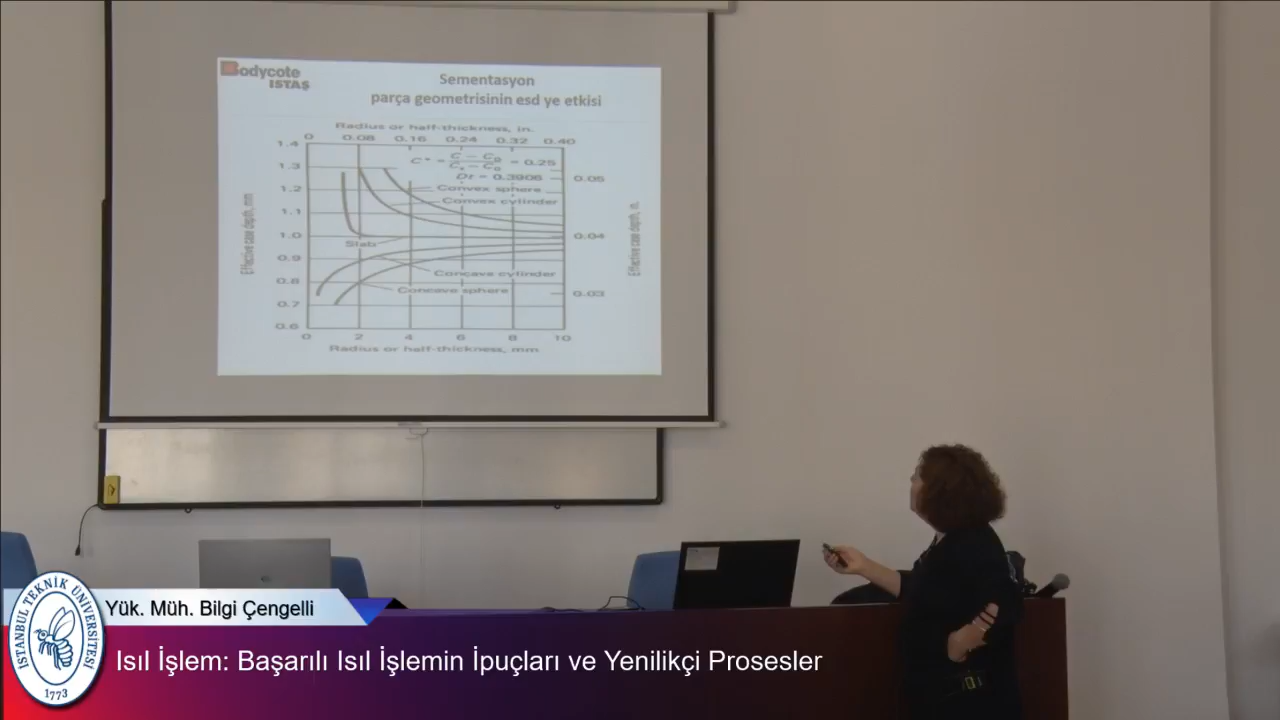 Bodycote
ISTAŞ
Sementasyon
parça geometrisinin esd ye etkisi
Radius or half-thickness, in.
0 0.08 0.16 0.24 0.32 0.40
1.4
1.3
1.2
1.1
1.0
0.9
0.8
0.7
0.6
Effective case depth, mm
= 0.25
Dt = 0.3906
Convex sphere
Convex cylinder
Slab
Concave cylinder
Concave sphere
0.05
0.04
0.03
Effective case depth, in.
0 2 4 6 8 10
Radius or half-thickness, mm
İSTANBUL TEKNİK ÜNİVERSİTESİ
1773
Yük. Müh. Bilgi Çengelli
Isıl İşlem: Başarılı Isıl İşlemin İpuçları ve Yenilikçi Prosesler